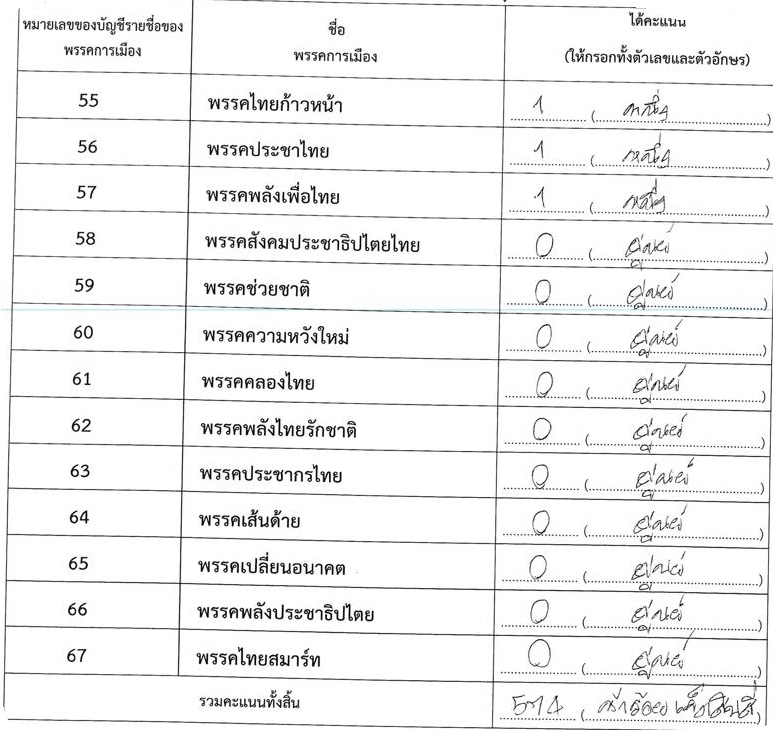 หมายเลขของบัญชีรายชื่อของพรรคการเมือง ชื่อพรรคการเมือง ได้คะแนน (ให้กรอกทั้งตัวเลขและตัวอักษร)
55 พรรคไทยก้าวหน้า 1 (หนึ่ง)
56 พรรคประชาไทย 1 (หนึ่ง)
57 พรรคพลังเพื่อไทย 1 (หนึ่ง)
58 พรรคสังคมประชาธิปไตยไทย 0 (ศูนย์)
59 พรรคช่วยชาติ 0 (ศูนย์)
60 พรรคความหวังใหม่ 0 (ศูนย์)
61 พรรคคลองไทย 0 (ศูนย์)
62 พรรคพลังไทยรักชาติ 0 (ศูนย์)
63 พรรคประชากรไทย 0 (ศูนย์)
64 พรรคเส้นด้าย 0 (ศูนย์)
65 พรรคเปลี่ยนอนาคต 0 (ศูนย์)
66 พรรคพลังประชาธิปไตย 0 (ศูนย์)
67 พรรคไทยสมาร์ท 0 (ศูนย์)
รวมคะแนนทั้งสิ้น 574 (ห้าร้อยเจ็ดสิบสี่)